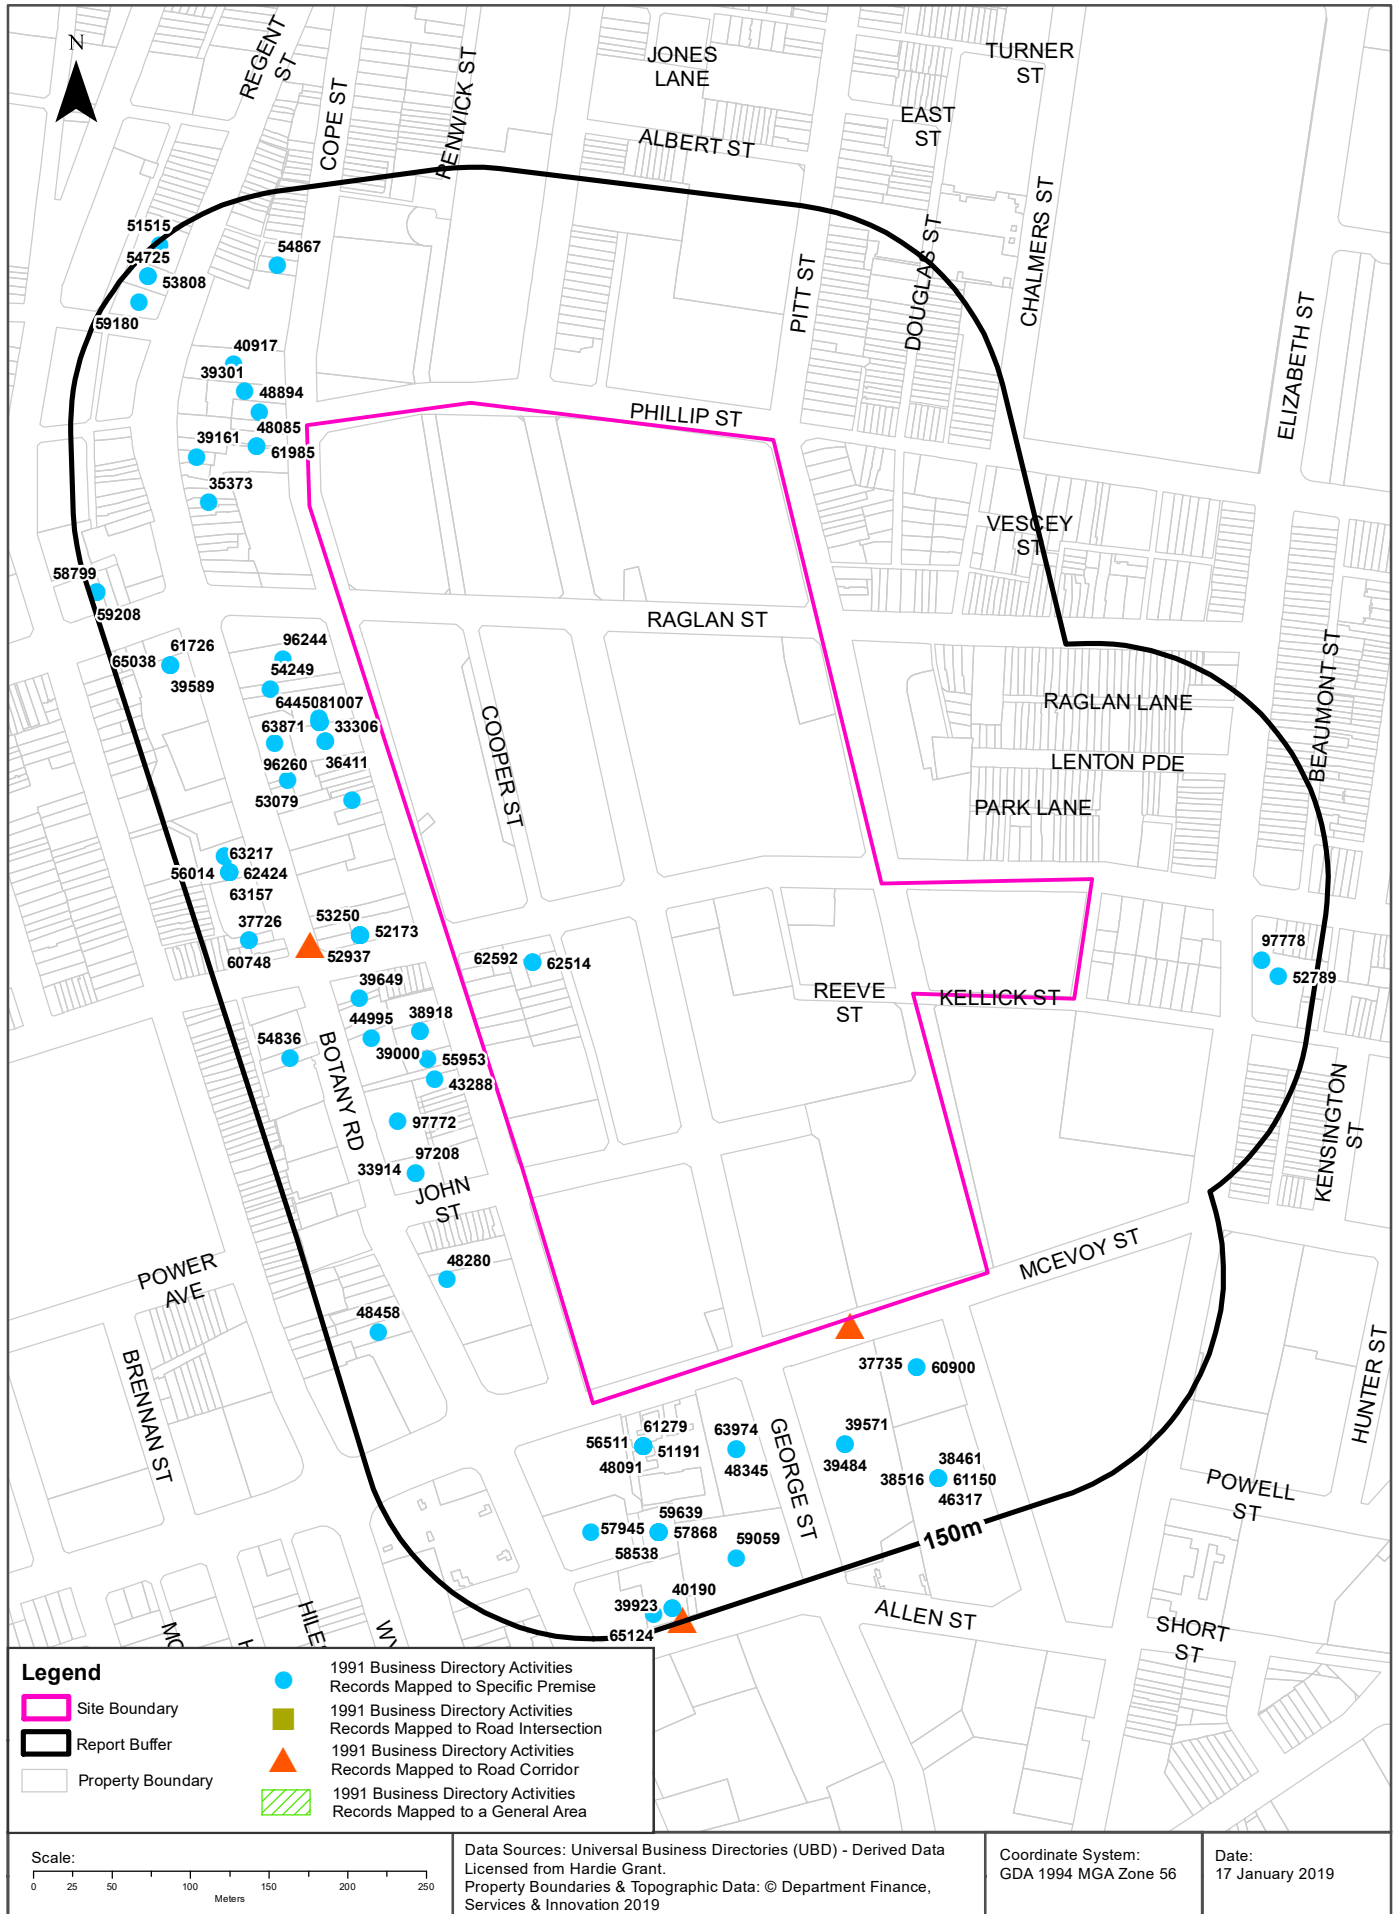 N
REGENT
ST
COPE ST
RENWICK ST
JONES
LANE
TURNER
ST
EAST
ST
ALBERT ST
CHALMERS ST
DOUGLAS ST
PITT ST
ELIZABETH ST
51515
54725
53808
59180
54867
40917
39301
48894
48085
39161
61985
35373
PHILLIP ST
VESCEY
ST
58799
59208
RAGLAN ST
61726
65038
39589
96244
54249
64450
81007
63871
33306
96260
36411
53079
COOPER ST
BEAUMONT ST
RAGLAN LANE
LENTON PDE
PARK LANE
63217
56014
62424
63157
37726
60748
53250
52173
52937
62592
62514
97778
52789
39649
REEVE
ST
KELLICK ST
44995
38918
54836
39000
55953
43288
BOTANY RD
97772
97208
33914
JOHN
ST
KENSINGTON
ST
POWER
AVE
48280
MCEVOY ST
48458
BRENNAN ST
HUNTER ST
37735
60900
61279
56511
51191
48091
63974
48345
GEORGE ST
39571
39484
38461
38516
61150
46317
POWELL
ST
59639
57945
57868
58538
59059
150m
40190
39923
65124
ALLEN ST
SHORT
ST
Legend
Site Boundary
Report Buffer
Property Boundary
1991 Business Directory Activities
Records Mapped to Specific Premise
1991 Business Directory Activities
Records Mapped to Road Intersection
1991 Business Directory Activities
Records Mapped to Road Corridor
1991 Business Directory Activities
Records Mapped to a General Area
Scale:
0 25 50 100 150 200 250
Meters
Data Sources: Universal Business Directories (UBD) - Derived Data
Licensed from Hardie Grant.
Property Boundaries & Topographic Data: © Department Finance,
Services & Innovation 2019
Coordinate System:
GDA 1994 MGA Zone 56
Date:
17 January 2019